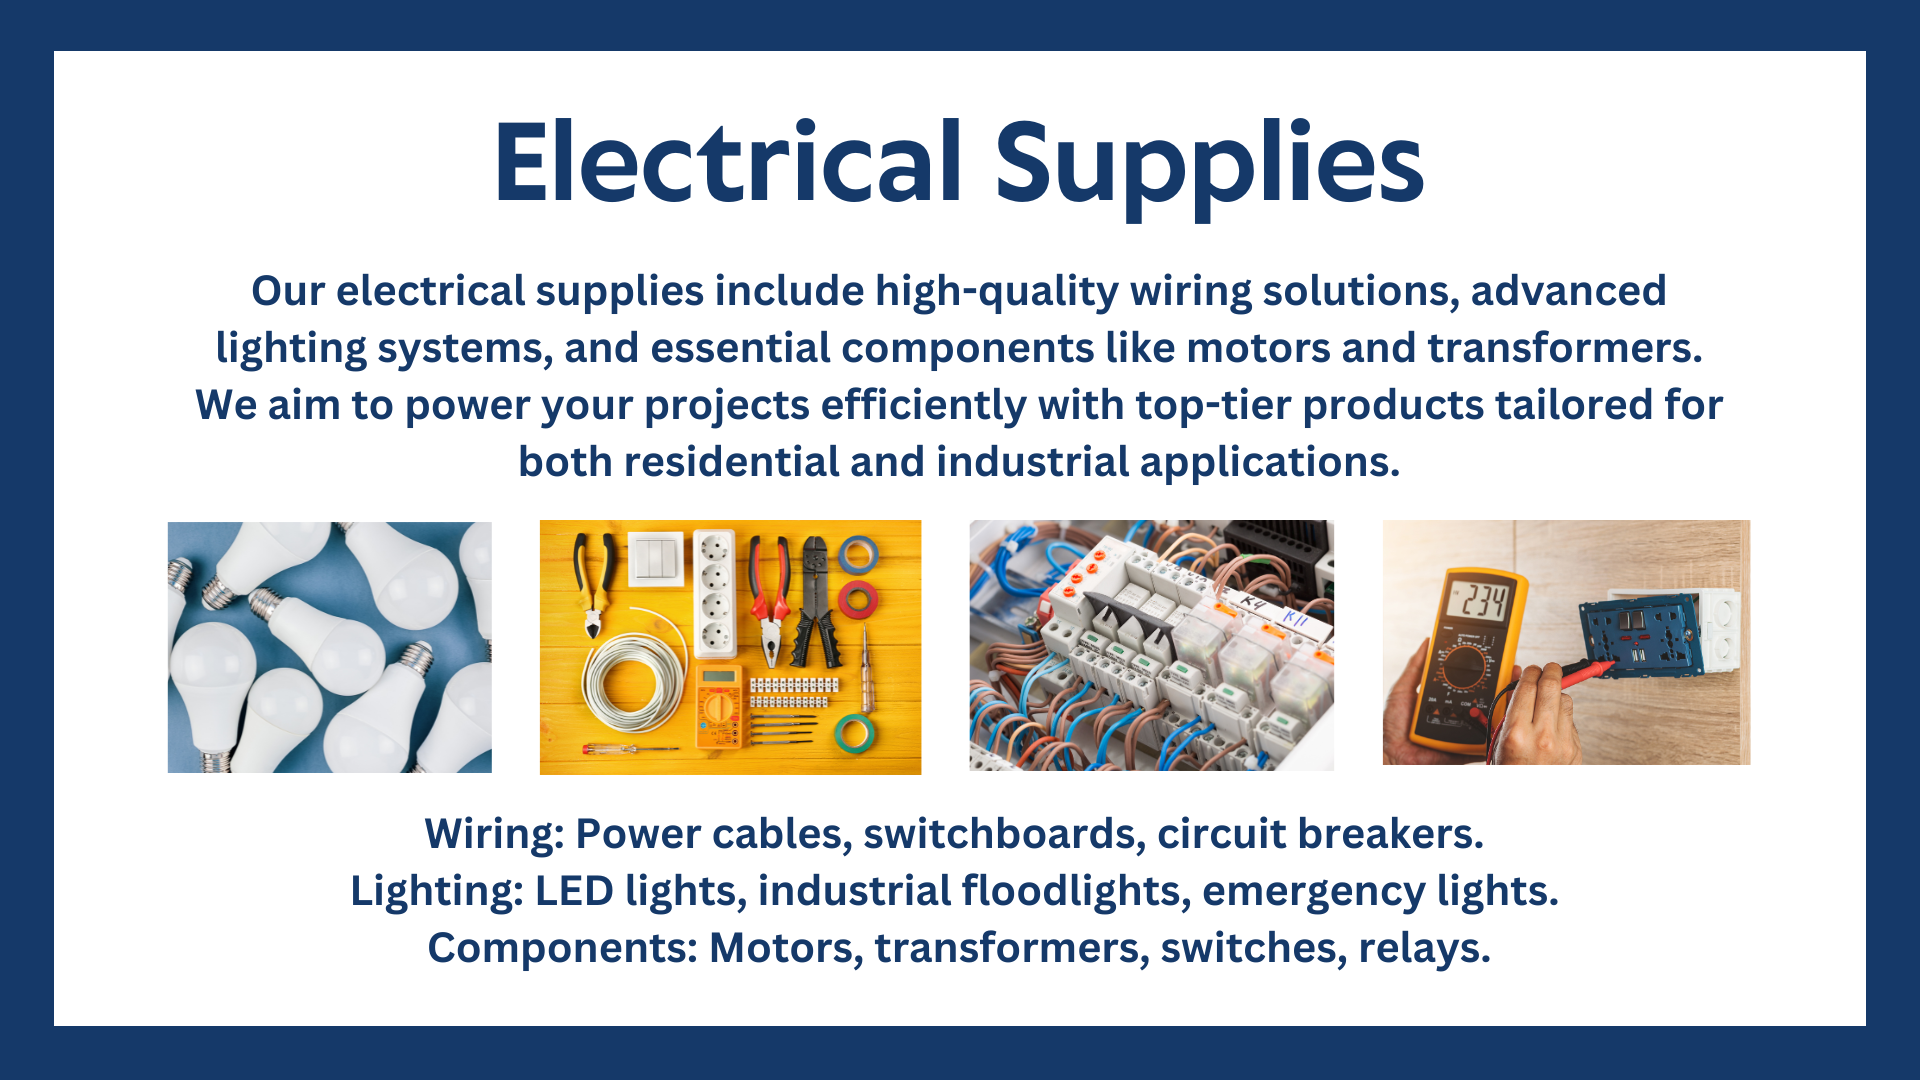 Electrical Supplies
Our electrical supplies include high-quality wiring solutions, advanced
lighting systems, and essential components like motors and transformers.
We aim to power your projects efficiently with top-tier products tailored for
both residential and industrial applications.
K4
K11
234
Wiring: Power cables, switchboards, circuit breakers.
Lighting: LED lights, industrial floodlights, emergency lights.
Components: Motors, transformers, switches, relays.